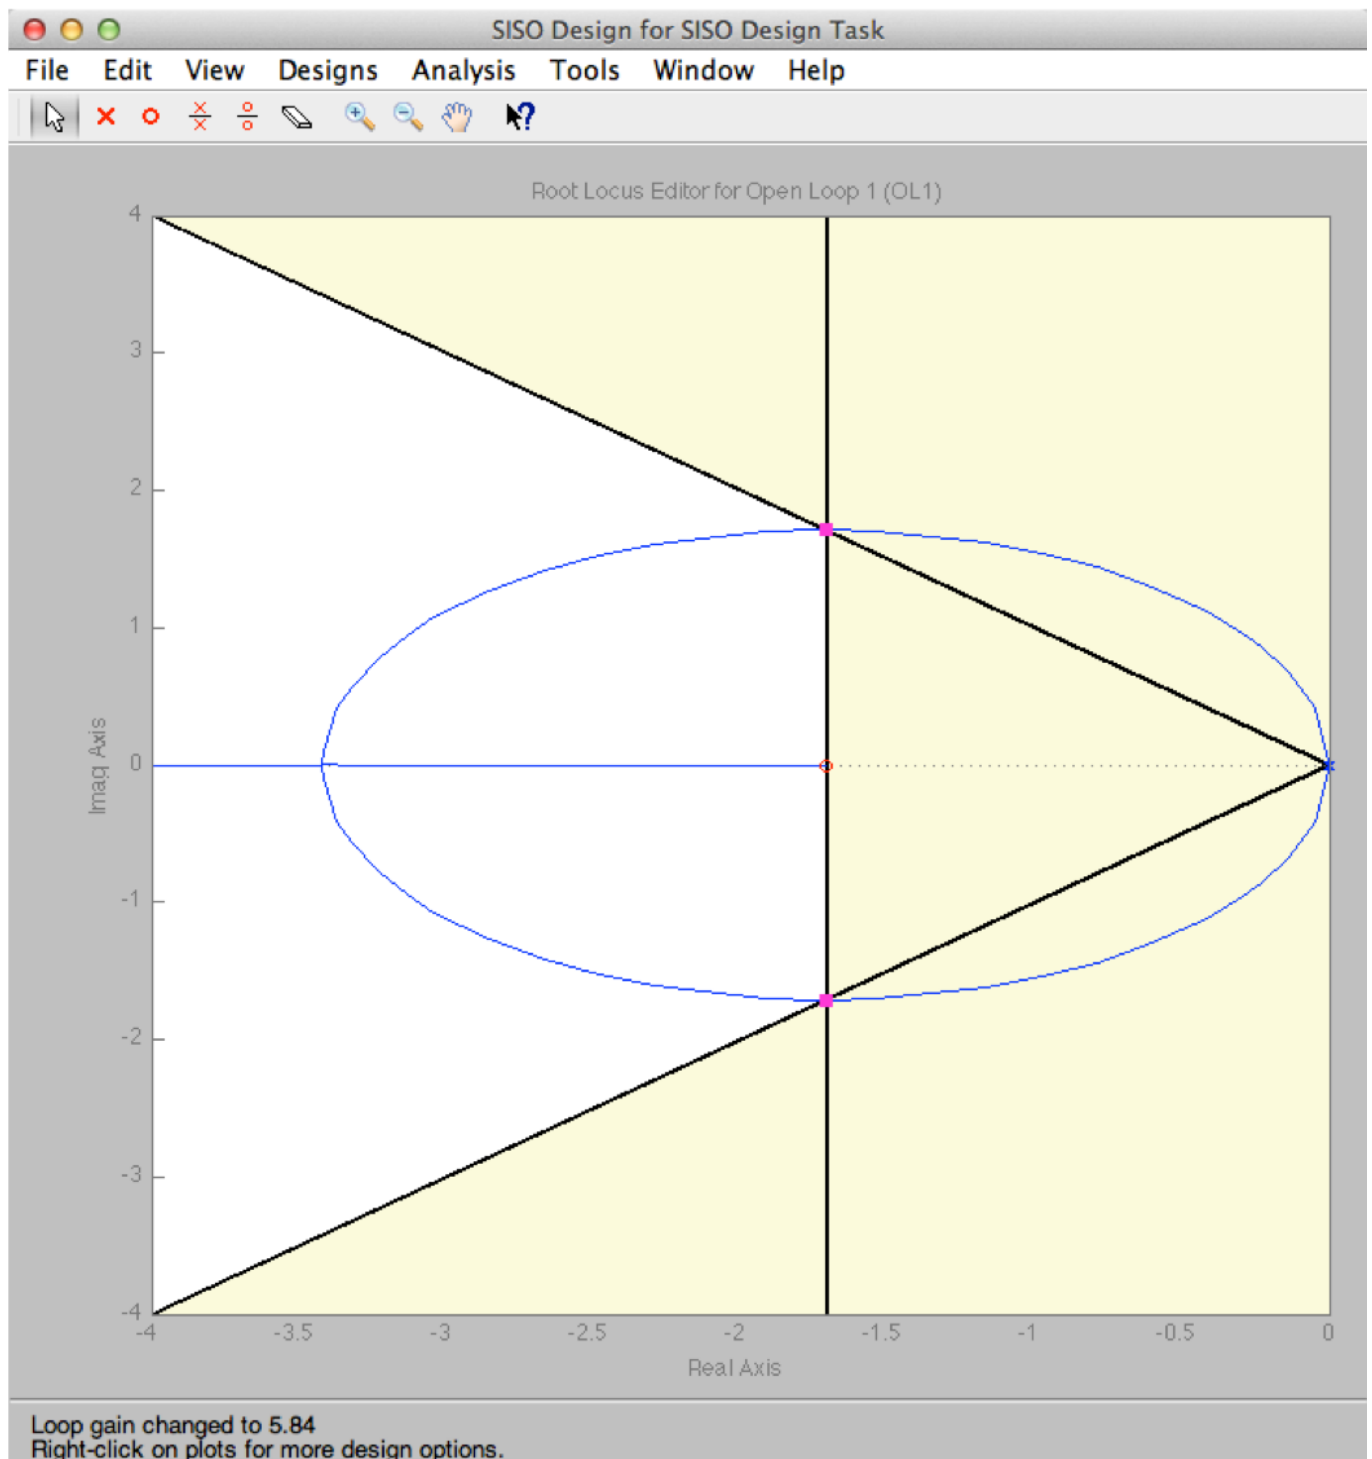 SISO Design for SISO Design Task
File Edit View Designs Analysis Tools Window Help
Root Locus Editor for Open Loop 1 (OL1)
4
3
2
1
0
-1
-2
-3
-4
Imag Axis
-4 -3.5 -3 -2.5 -2 -1.5 -1 -0.5 0
Real Axis
Loop gain changed to 5.84
Right-click on plots for more design options.